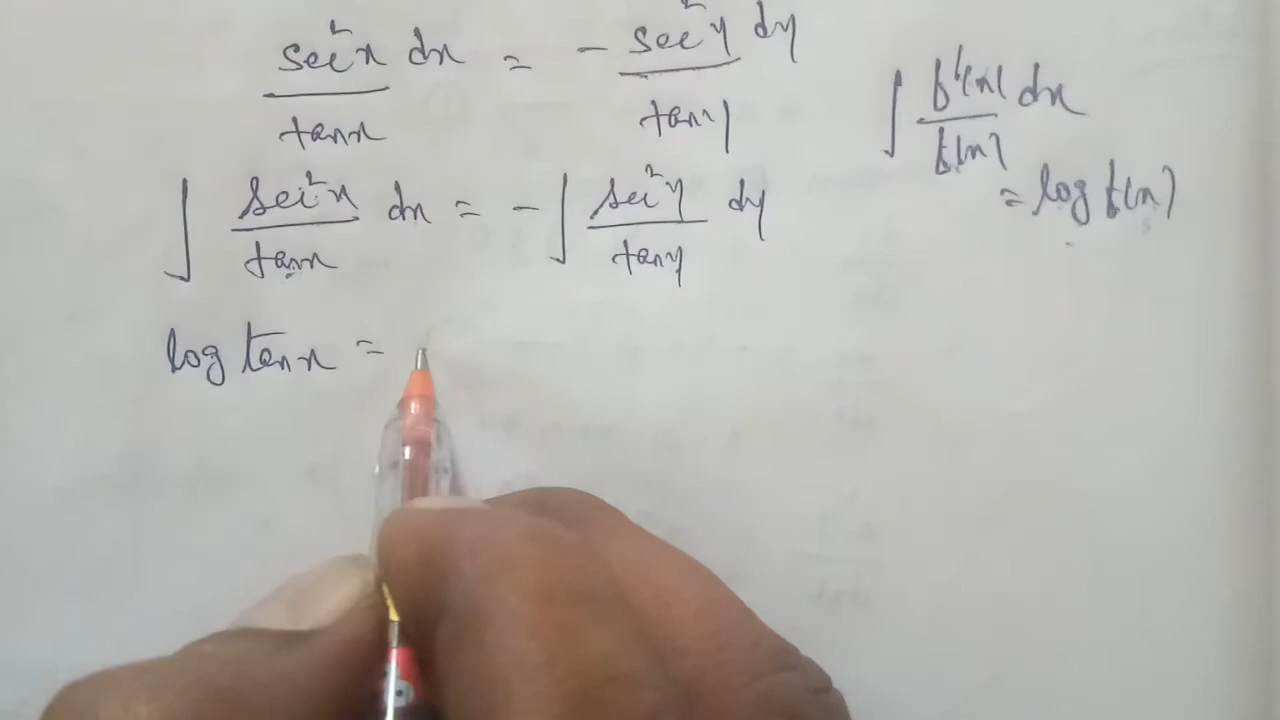 sec²x/tanx dx = - sec²y/tany dy
∫ sec²x/tanx dx = -∫ sec²y/tany dy
log tanx =
∫ f'(x)/f(x) dx
= log f(x)